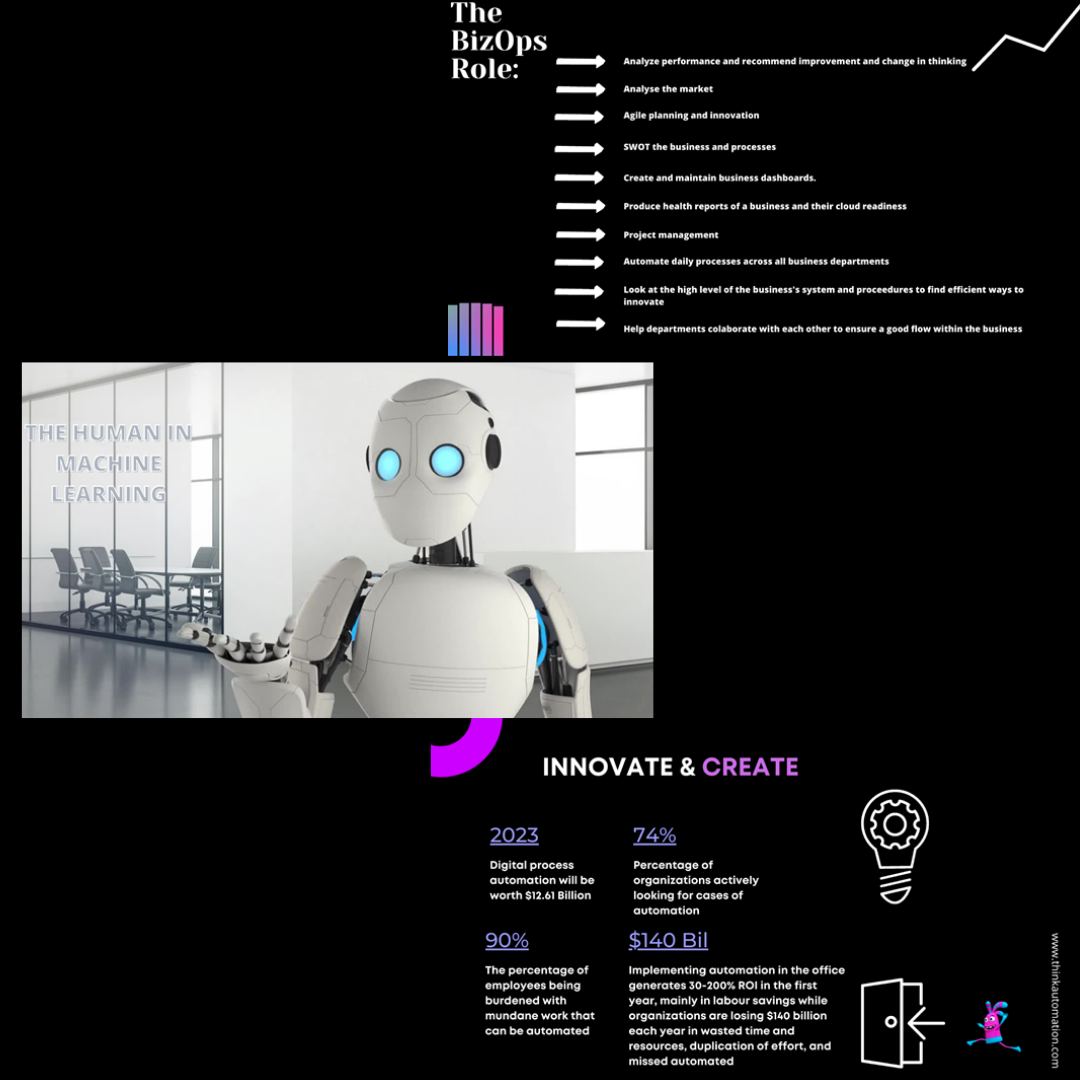 The
BizOps
Role:
Analyze performance and recommend improvement and change in thinking
Analyse the market
Agile planning and innovation
SWOT the business and processes
Create and maintain business dashboards.
Produce health reports of a business and their cloud readiness
Project management
Automate daily processes across all business departments
Look at the high level of the business's system and proceedures to find efficient ways to
innovate
Help departments colaborate with each other to ensure a good flow within the business
THE HUMAN IN
MACHINE
LEARNING
INNOVATE & CREATE
2023
Digital process
automation will be
worth $12.61 Billion
74%
Percentage of
organizations actively
looking for cases of
automation
90%
The percentage of
employees being
burdened with
mundane work that
can be automated
$140 Bil
Implementing automation in the office
generates 30-200% ROI in the first
year, mainly in labour savings while
organizations are losing $140 billion
each year in wasted time and
resources, duplication of effort, and
missed automated
www.thinkautomation.com